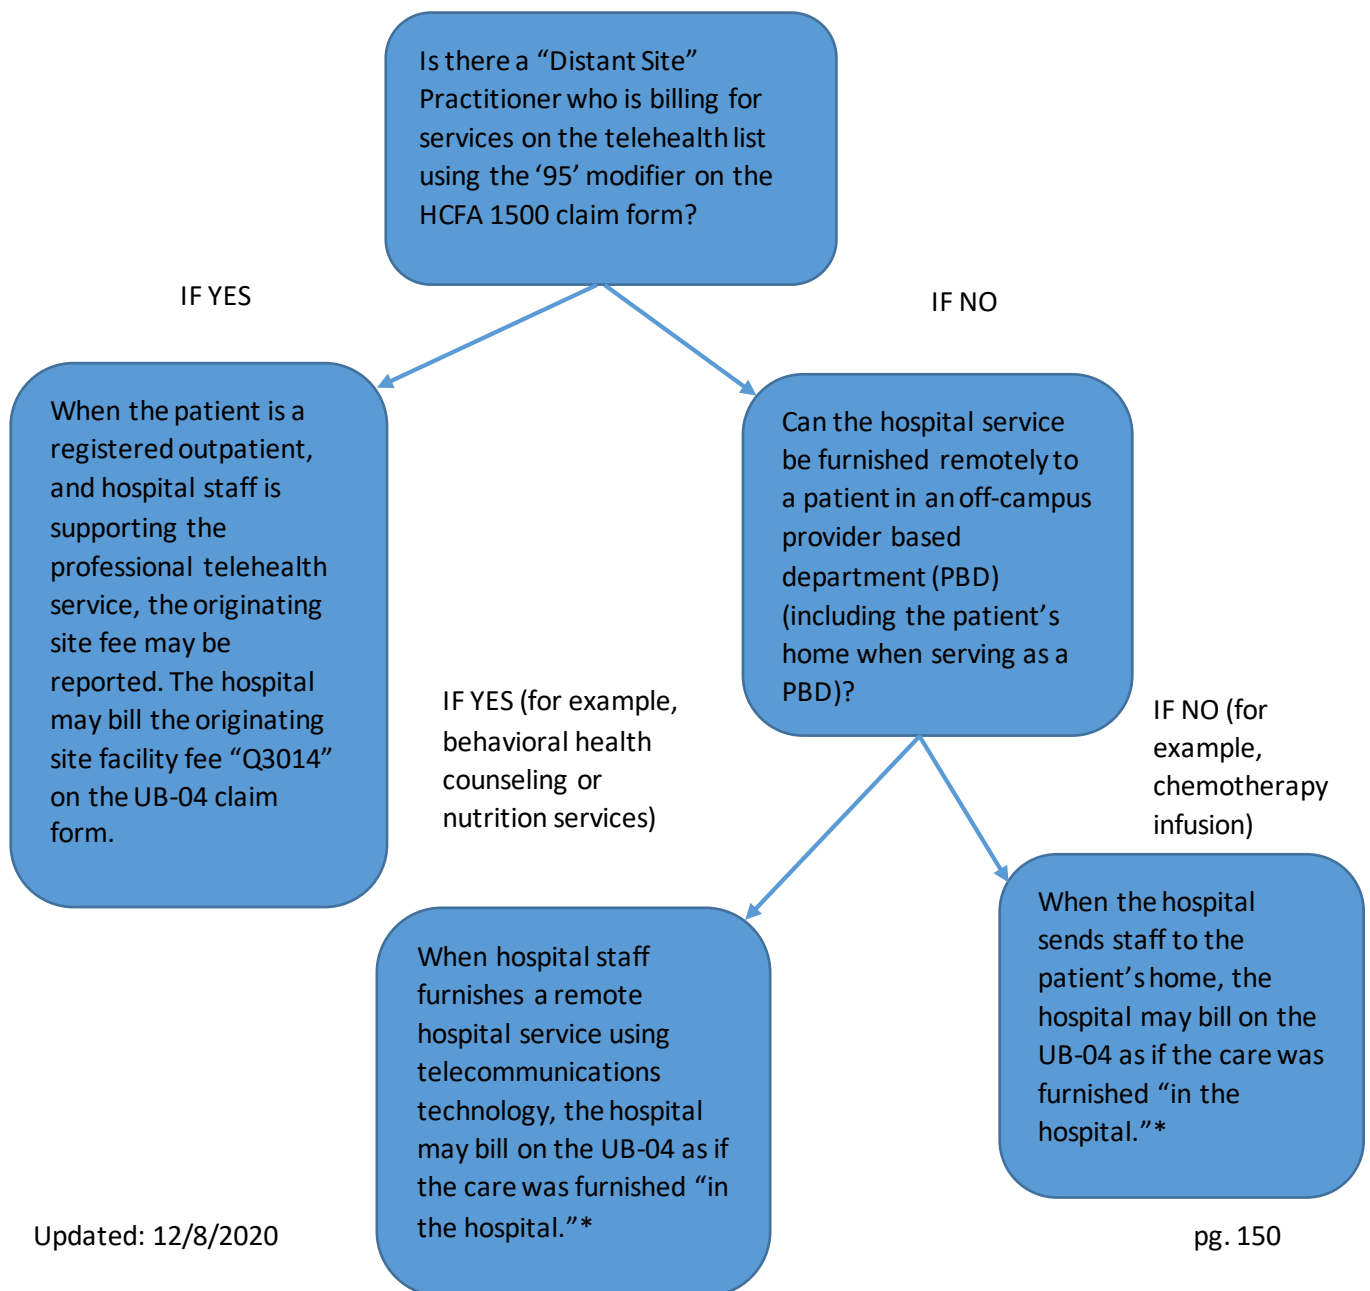 Is there a “Distant Site”
Practitioner who is billing for
services on the telehealth list
using the ‘95’ modifier on the
HCFA 1500 claim form?
IF YES
IF NO
When the patient is a
registered outpatient,
and hospital staff is
supporting the
professional telehealth
service, the originating
site fee may be
reported. The hospital
may bill the originating
site facility fee “Q3014”
on the UB-04 claim
form.
Can the hospital service
be furnished remotely to
a patient in an off-campus
provider based
department (PBD)
(including the patient’s
home when serving as a
PBD)?
IF YES (for example,
behavioral health
counseling or
nutrition services)
IF NO (for
example,
chemotherapy
infusion)
When hospital staff
furnishes a remote
hospital service using
telecommunications
technology, the hospital
may bill on the UB-04 as if
the care was furnished “in
the hospital.”*
When the hospital
sends staff to the
patient’s home, the
hospital may bill on the
UB-04 as if the care was
furnished “in the
hospital.”*
Updated: 12/8/2020
pg. 150